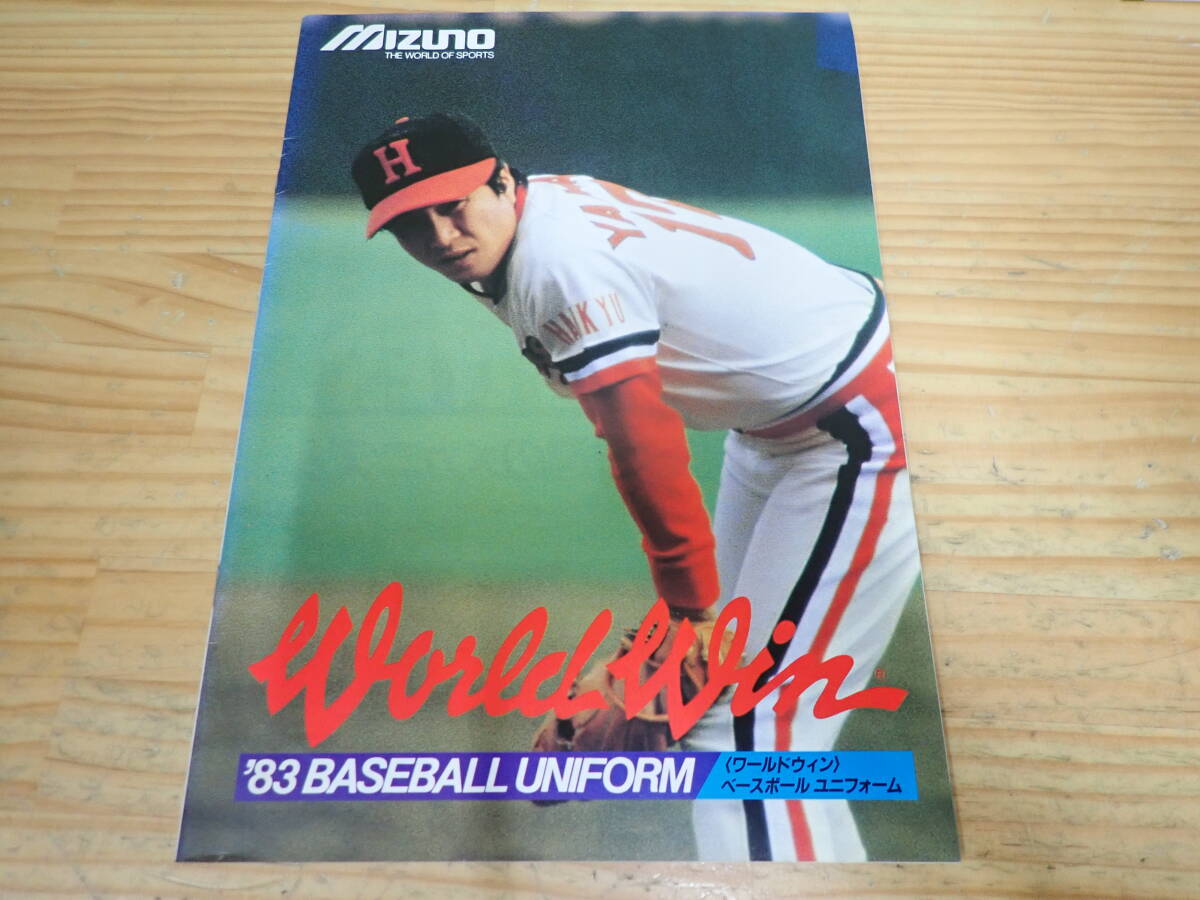 MIZUNO
THE WORLD OF SPORTS
H
HANKYU
World Win
'83 BASEBALL UNIFORM
〈ワールドウィン〉
ベースボール ユニフォーム